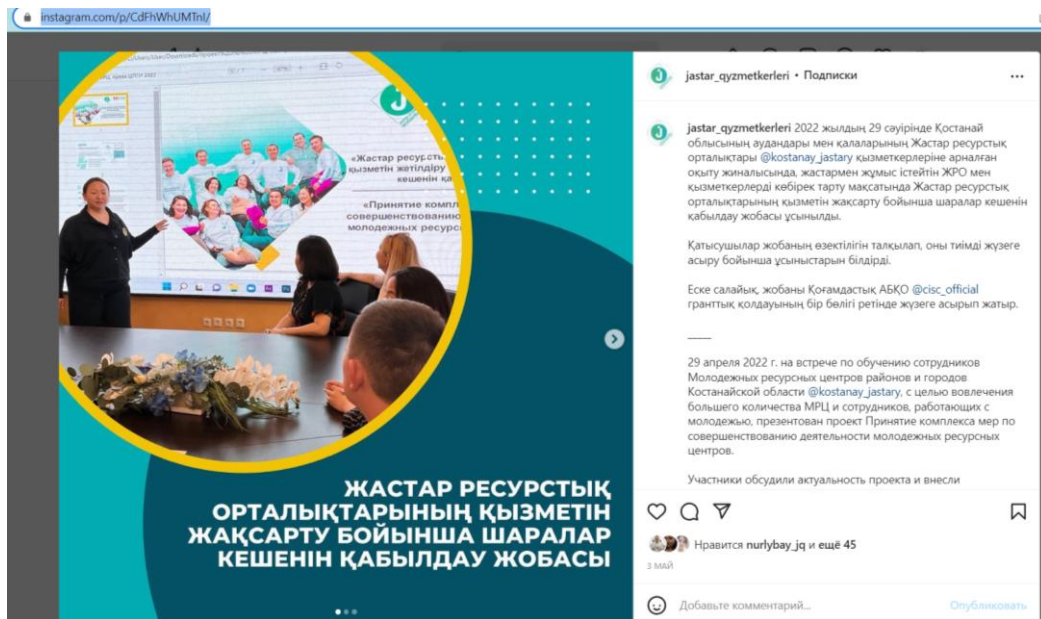 instagram.com/p/CdFhWhUMTnI/
«Жастар ресурстық
қызметін жетілдіру
кешенін
«Принятие
совершенствованию
молодежных
ЖАСТАР РЕСУРСТЫҚ
ОРТАЛЫҚТАРЫНЫҢ ҚЫЗМЕТІН
ЖАҚСАРТУ БОЙЫНША ШАРАЛАР
КЕШЕНІН ҚАБЫЛДАУ ЖОБАСЫ
jastar_qyzmetkerleri • Подписки
jastar_qyzmetkerleri 2022 жылдың 29 сәуірінде Қостанай
облысының аудандары мен қалаларының Жастар ресурстық
орталықтары @kostanay_jastary қызметкерлеріне арналған
оқыту жиналысында, жастармен жұмыс істейтін ЖРО мен
қызметкерлерді көбірек тарту мақсатында Жастар ресурстық
орталықтарының қызметін жақсарту бойынша шаралар кешенін
қабылдау жобасы ұсынылды.
Қатысушылар жобаның өзектілігін талқылап, оны тиімді жүзеге
асыру бойынша ұсыныстарын білдірді.
Еске салайық, жобаны Қоғамдастық АБҚО @cisc_official
гранттық қолдауының бір бөлігі ретінде жүзеге асырып жатыр.
____
29 апреля 2022 г. на встрече по обучению сотрудников
Молодежных ресурсных центров районов и городов
Костанайской области @kostanay_jastary, с целью вовлечения
большего количества МРЦ и сотрудников, работающих с
молодежью, презентован проект Принятие комплекса мер по
совершенствованию деятельности молодежных ресурсных
центров.
Участники обсудили актуальность проекта и внесли
Нравится nurlybay_jq и ещё 45
3 МАЙ
Добавьте комментарий...
Опубликовать